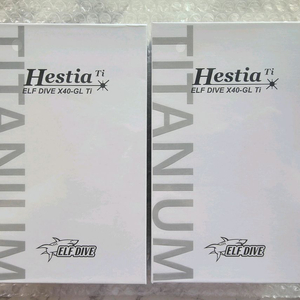 TITANIUM
Hestia Ti
ELF DIVE X40-GL Ti
ELF DIVE
TITANIUM
Hestia Ti
ELF DIVE X40-GL Ti
ELF DIVE